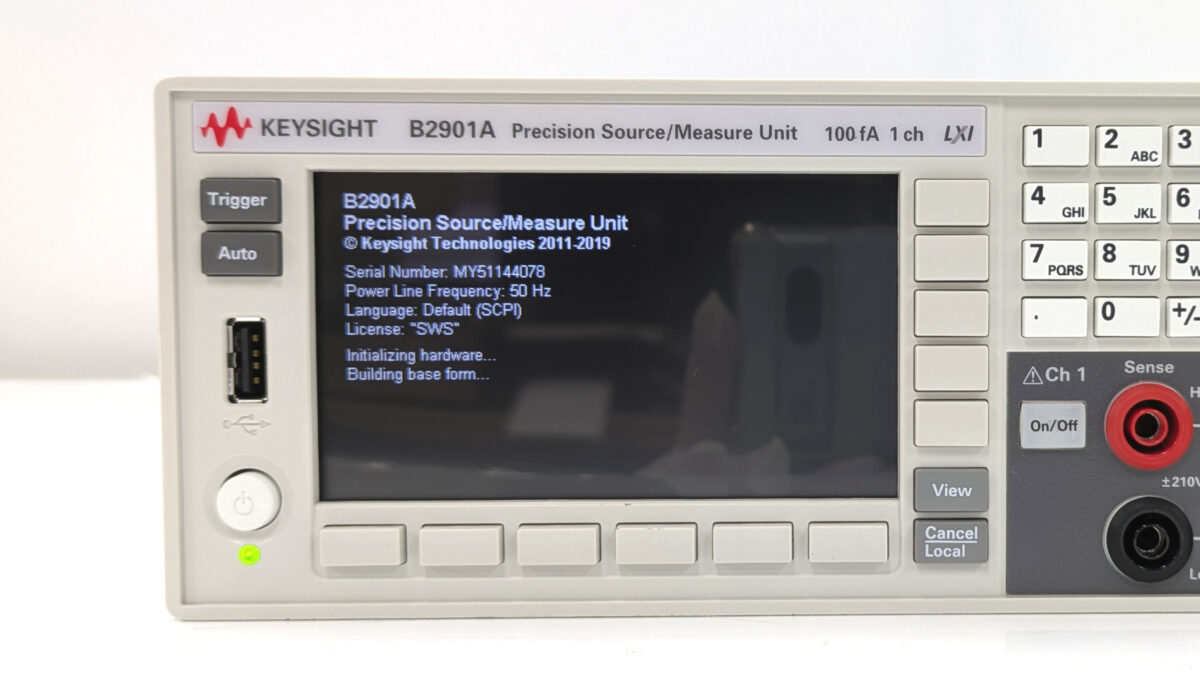 KEYSIGHT B2901A Precision Source/Measure Unit 100 fA 1 ch LXI
Trigger
Auto
B2901A
Precision Source/Measure Unit
© Keysight Technologies 2011-2019
Serial Number: MY51144078
Power Line Frequency: 50 Hz
Language: Default (SCPI)
License: "SWS"
Initializing hardware...
Building base form...
View
Cancel
Local
1 2 ABC 3
4 GHI 5 JKL 6
7 PQRS 8 TUV 9
. 0 +/-
Ch 1 Sense
On/Off
±210V